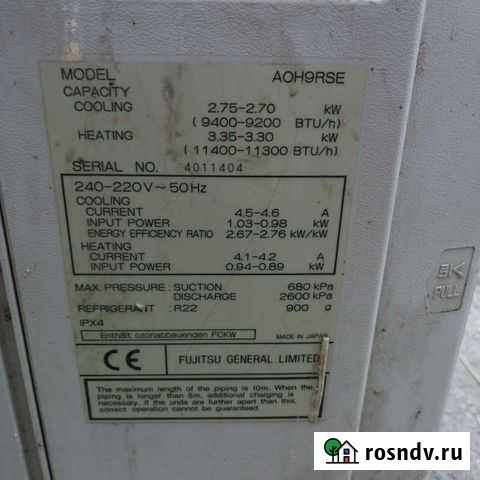 MODEL AOH9RSE
CAPACITY
COOLING 2.75-2.70 kW
(9400-9200 BTU/h)
HEATING 3.35-3.30 kW
(11400-11300 BTU/h)
SERIAL NO. 4011404
240-220V~50Hz
COOLING
CURRENT 4.5-4.6 A
INPUT POWER 1.03-0.98 kW
ENERGY EFFICIENCY RATIO 2.67-2.76 kW/kW
HEATING
CURRENT 4.1-4.2 A
INPUT POWER 0.94-0.89 kW
MAX. PRESSURE : SUCTION 680 kPa
DISCHARGE 2600 kPa
REFRIGERANT : R22 900 g
IPX4
Enthält ozonabbauenden FCKW MADE IN JAPAN
CE FUJITSU GENERAL LIMITED
The maximum length of the piping is 10m. When the
piping is longer than 5m, additional charging is
necessary. If the units are further apart than this,
correct operation cannot be guaranteed.
rosndv.ru